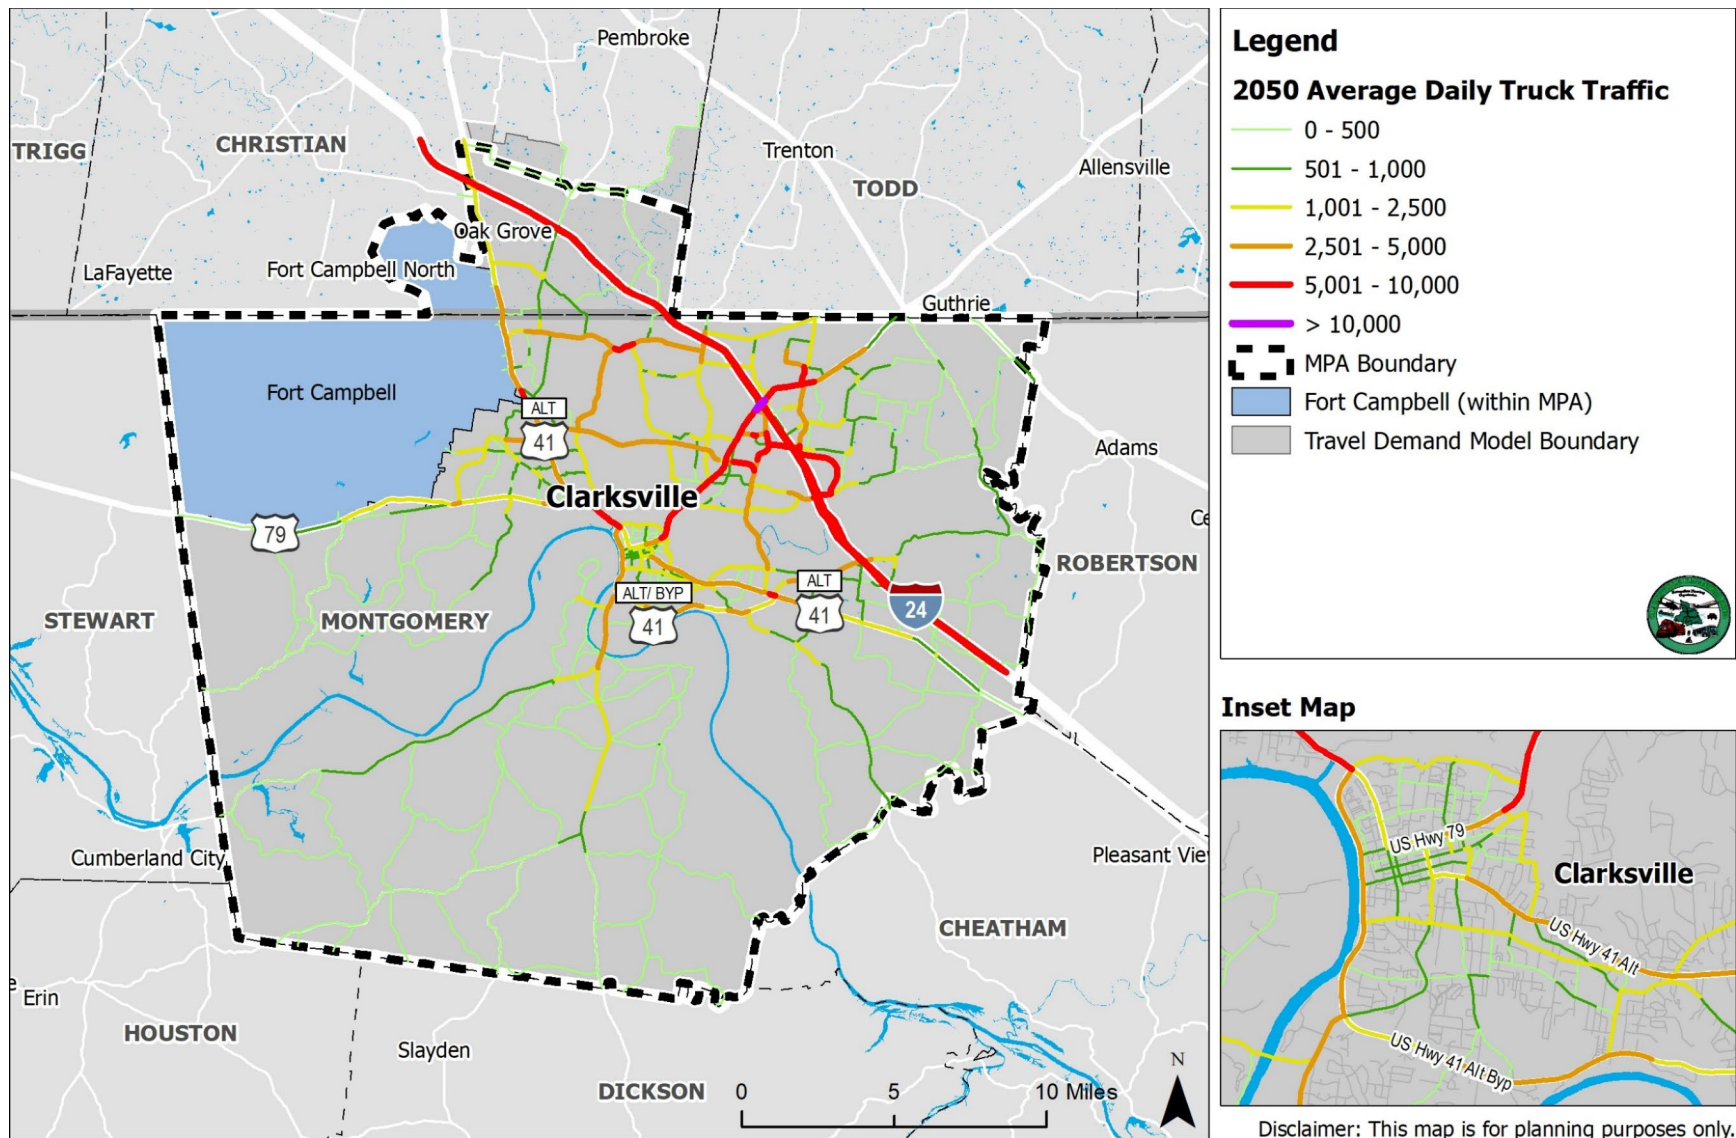 Pembroke
CHRISTIAN
TRIGG
Trenton
Allensville
TODD
Oak Grove
LaFayette
Fort Campbell North
Guthrie
Fort Campbell
ALT
41
Adams
Clarksville
79
ROBERTSON
ALT/ BYP
41
ALT
41
24
STEWART
MONTGOMERY
Cumberland City
Pleasant View
CHEATHAM
Erin
HOUSTON
Slayden
DICKSON
0 5 10 Miles
N
Legend
2050 Average Daily Truck Traffic
0 - 500
501 - 1,000
1,001 - 2,500
2,501 - 5,000
5,001 - 10,000
> 10,000
MPA Boundary
Fort Campbell (within MPA)
Travel Demand Model Boundary
Inset Map
US Hwy 79
Clarksville
US Hwy 41 Alt
US Hwy 41 Alt Byp
Disclaimer: This map is for planning purposes only.